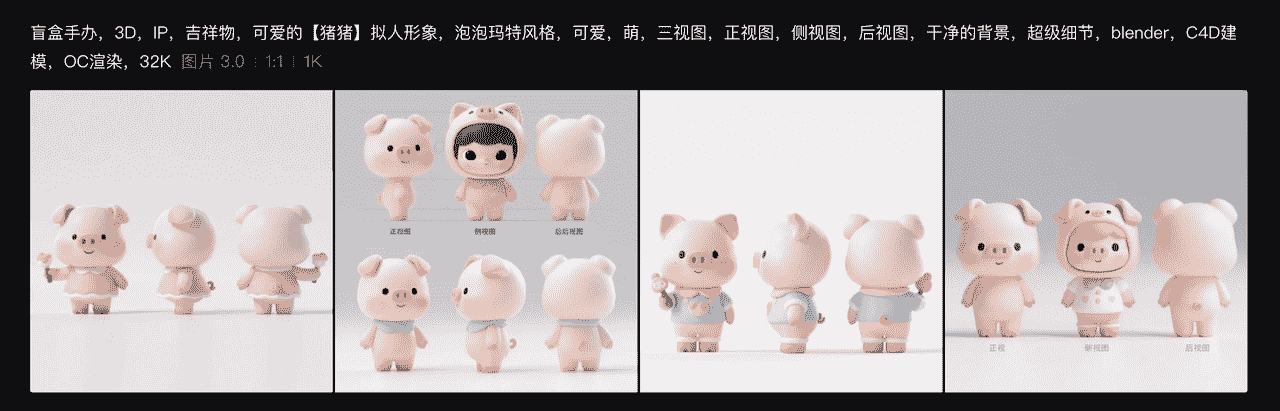 盲盒手办，3D，IP，吉祥物，可爱的【猪猪】拟人形象，泡泡玛特风格，可爱，萌，三视图，正视图，侧视图，后视图，干净的背景，超级细节，blender，C4D建
模，OC渲染，32K 图片 3.0 | 1:1 | 1K
正视图 侧视图 后后视图
正视 侧视图 后视图